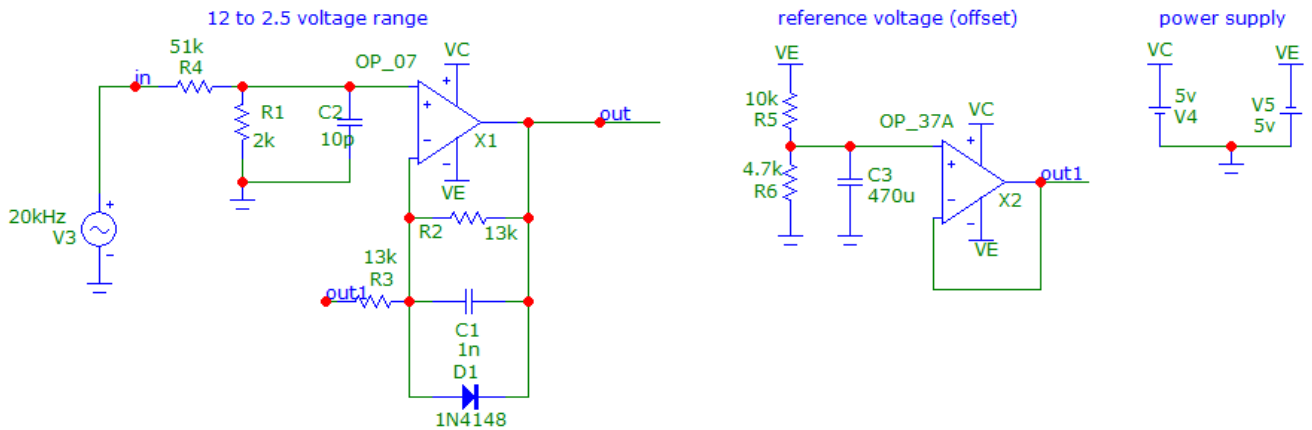 12 to 2.5 voltage range
reference voltage (offset)
power supply
51k
R4
in
OP_07
VC
R1
2k
C2
10p
X1
out
VE
20kHz
V3
R2
13k
13k
R3
out1
C1
1n
D1
1N4148
VE
10k
R5
OP_37A
VC
4.7k
R6
C3
470u
X2
out1
VE
VC
VE
5v
V4
V5
5v